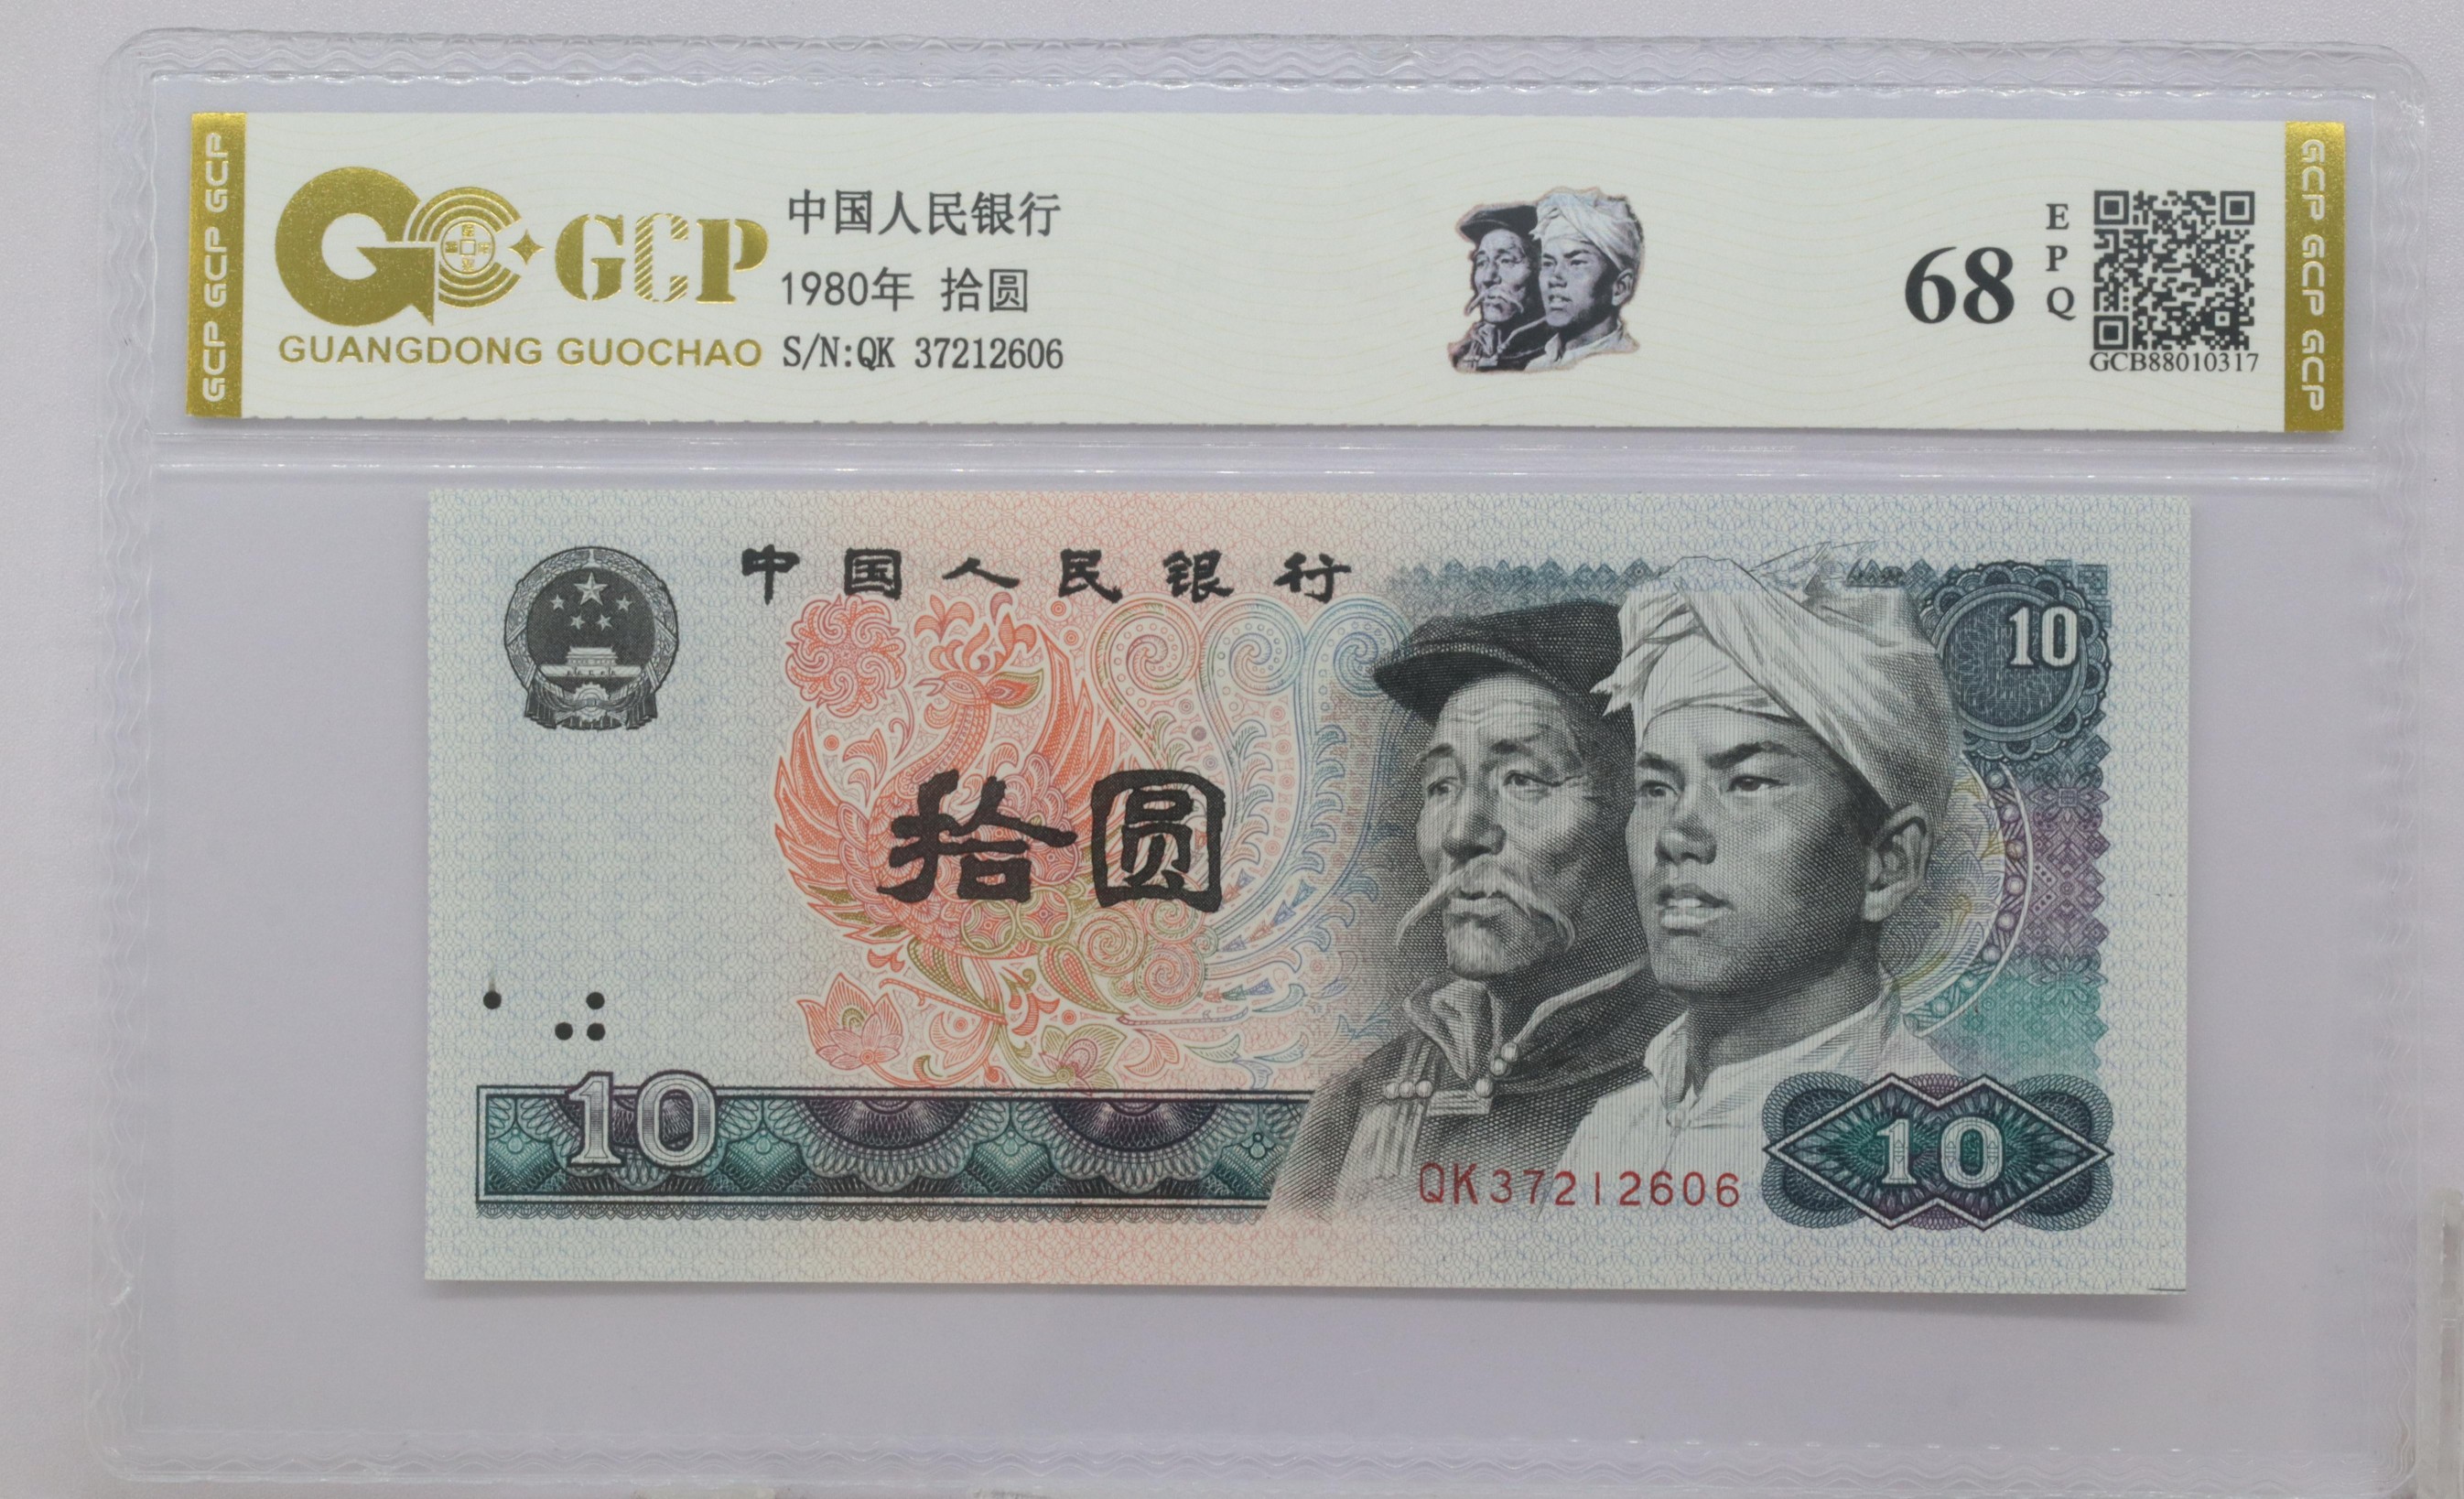 GCP GCP GCP
GCP
GUANGDONG GUOCHAO
中国人民银行
1980年 拾圆
S/N:QK 37212606
68
EPQ
GCB88010317
GCP GCP GCP
中国人民银行
10
拾圆
10
QK37212606
10